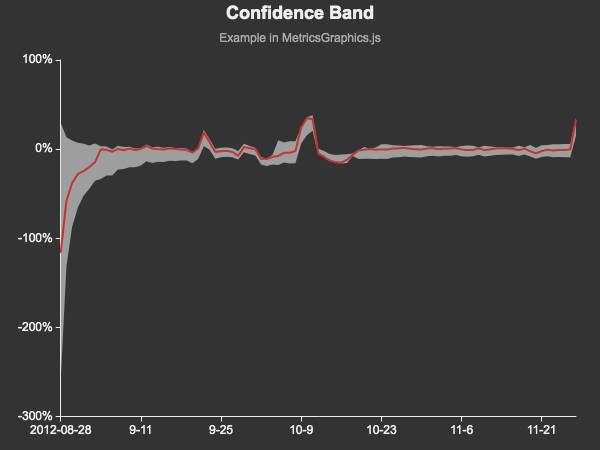 Confidence Band
Example in MetricsGraphics.js
100%
0%
-100%
-200%
-300%
2012-08-28 9-11 9-25 10-9 10-23 11-6 11-21